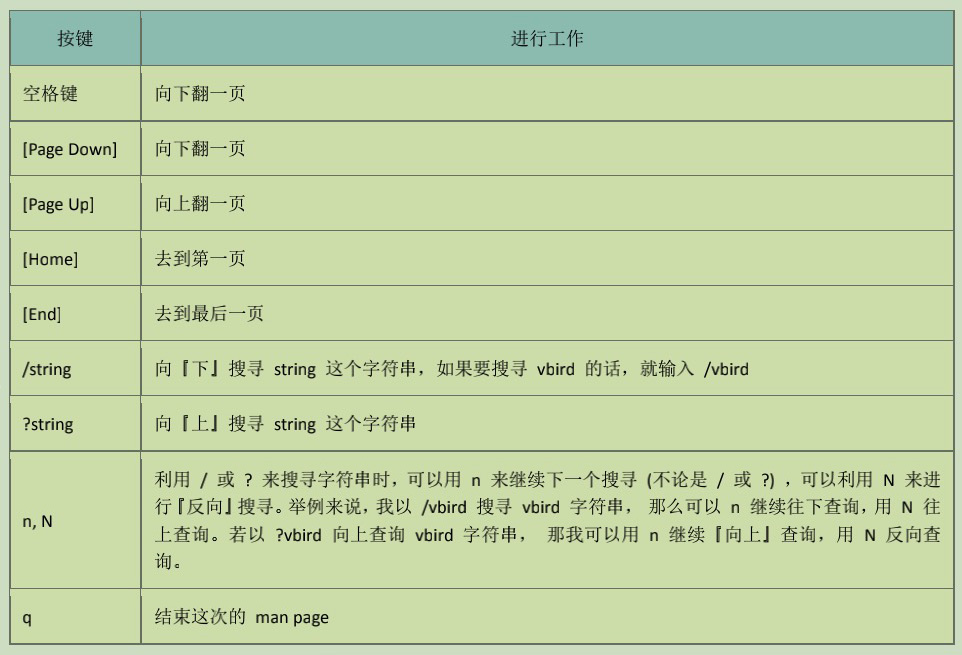 按键 进行工作
空格键 向下翻一页
[Page Down] 向下翻一页
[Page Up] 向上翻一页
[Home] 去到第一页
[End] 去到最后一页
/string 向『下』搜寻 string 这个字符串，如果要搜寻 vbird 的话，就输入 /vbird
?string 向『上』搜寻 string 这个字符串
n, N
利用 / 或 ? 来搜寻字符串时，可以用 n 来继续下一个搜寻 (不论是 / 或 ?) ，可以利用 N 来进
行『反向』搜寻。举例来说，我以 /vbird 搜寻 vbird 字符串， 那么可以 n 继续往下查询，用 N 往
上查询。若以 ?vbird 向上查询 vbird 字符串， 那我可以用 n 继续『向上』查询，用 N 反向查
询。
q 结束这次的 man page